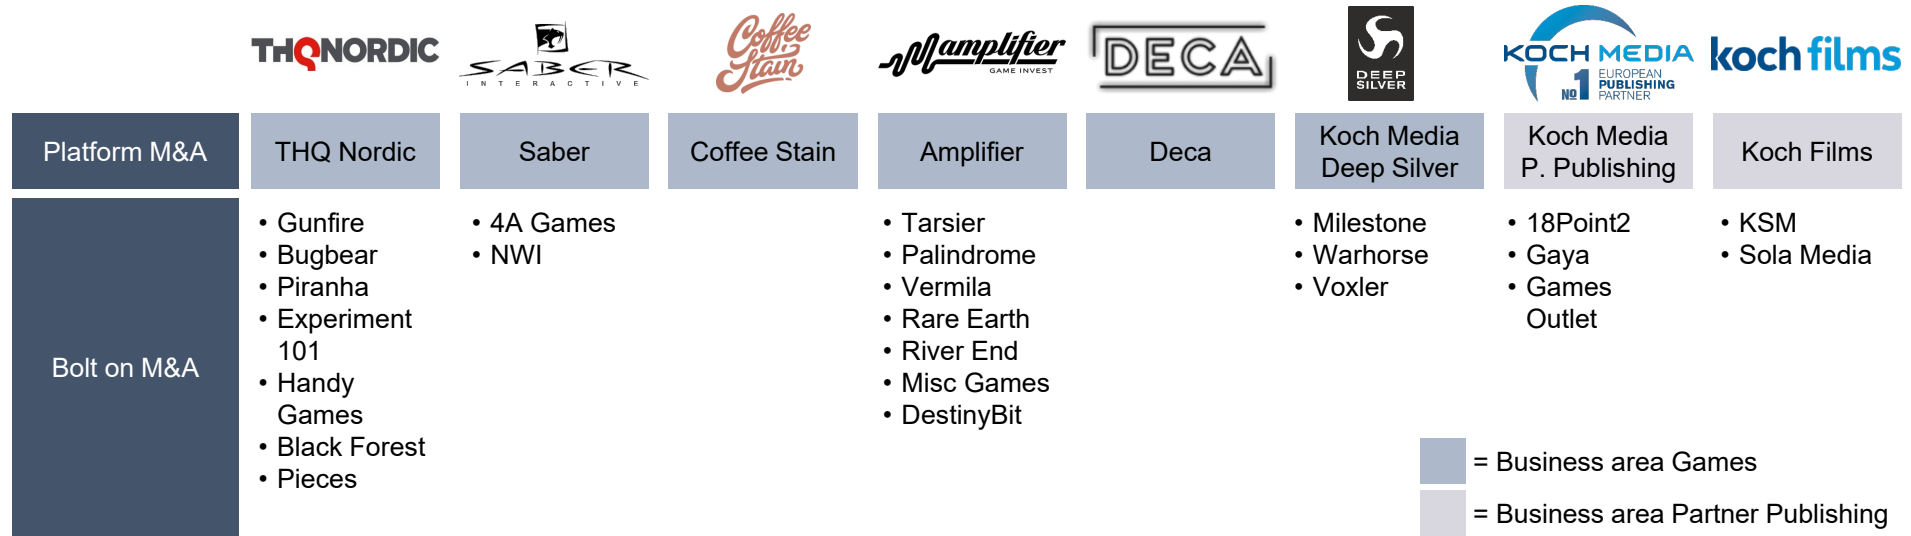 THQNORDIC
SABER
INTERACTIVE
Coffee
Stain
amplifier
GAME INVEST
DECA
DEEP
SILVER
KOCH MEDIA
No 1
EUROPEAN
PUBLISHING
PARTNER
koch films
Platform M&A
THQ Nordic
Saber
Coffee Stain
Amplifier
Deca
Koch Media
Deep Silver
Koch Media
P. Publishing
Koch Films
Bolt on M&A
• Gunfire
• Bugbear
• Piranha
• Experiment
101
• Handy
Games
• Black Forest
• Pieces
• 4A Games
• NWI
• Tarsier
• Palindrome
• Vermila
• Rare Earth
• River End
• Misc Games
• DestinyBit
• Milestone
• Warhorse
• Voxler
• 18Point2
• Gaya
• Games
Outlet
• KSM
• Sola Media
= Business area Games
= Business area Partner Publishing